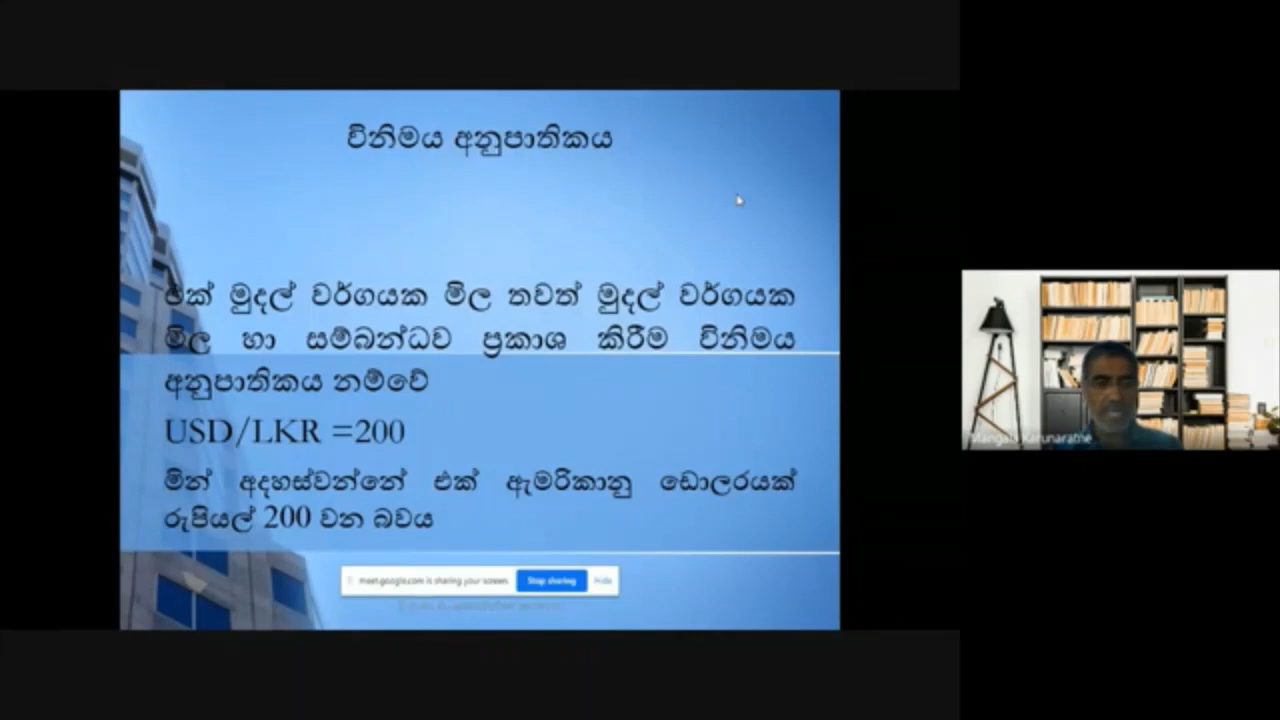 විනිමය අනුපාතිකය
එක් මුදල් වර්ගයක මිල තවත් මුදල් වර්ගයක
මිල හා සම්බන්ධව ප්‍රකාශ කිරීම විනිමය
අනුපාතිකය නම්වේ
USD/LKR =200
මින් අදහස්වන්නේ එක් ඇමරිකානු ඩොලරයක්
රුපියල් 200 වන බවය
meet.google.com is sharing your screen. Stop sharing Hide
Mangala Karunarathe